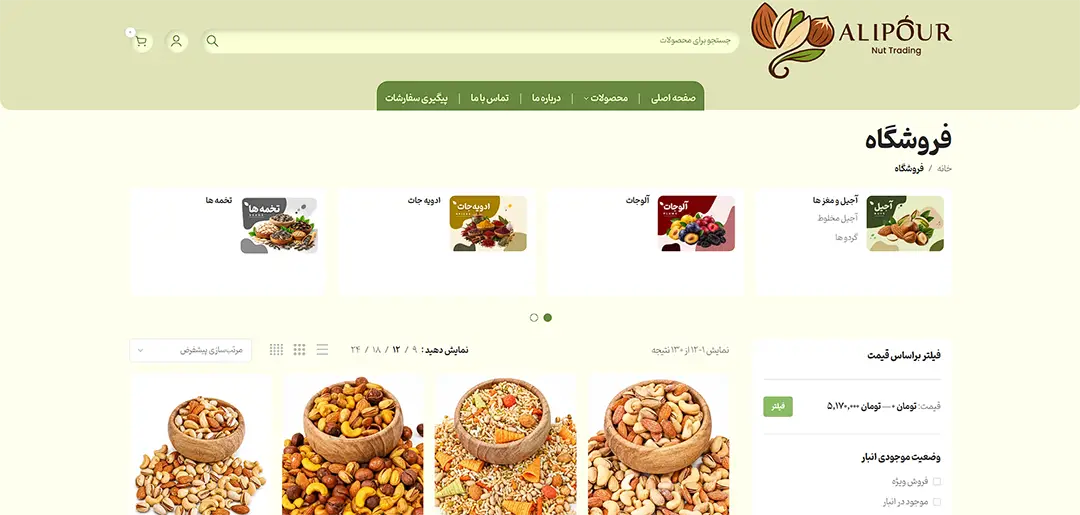 ALIPOUR
Nut Trading
جستجو برای محصولات
۰
صفحه اصلی | محصولات | درباره ما | تماس با ما | پیگیری سفارشات
فروشگاه
خانه / فروشگاه
آجیل
آجیل و مغز ها
آجیل مخلوط
گردو ها
آلوجات
آلوجات
ادویه جات
ادویه جات
تخمه ها
تخمه ها
نمایش ۱–۱۲ از ۱۳۰ نتیجه
نمایش دهید : ۹ / ۱۲ / ۱۸ / ۲۴
مرتب‌سازی پیشفرض
فیلتر براساس قیمت
قیمت: تومان ۰ — تومان ۵,۱۷۰,۰۰۰
فیلتر
وضعیت موجودی انبار
فروش ویژه
موجود در انبار